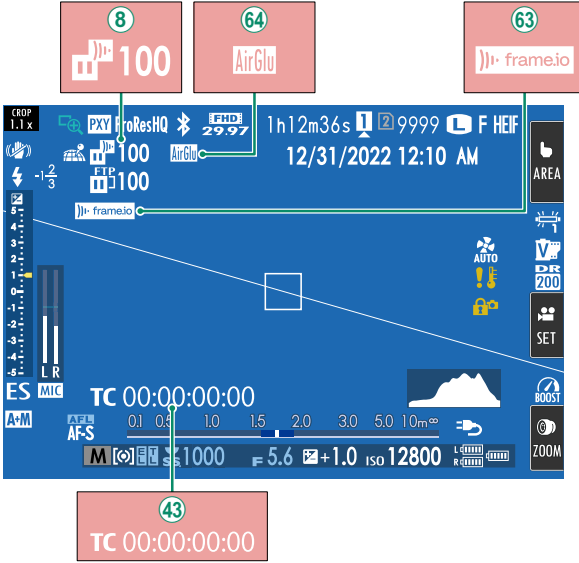 8
64
63
100
AirGlu
frame.io
CROP
1.1 x
PXY ProResHQ FHD 29.97 1h12m36s 1 2 9999 L F HEIF
100 AirGlu 12/31/2022 12:10 AM
FTP
100
frame.io
AREA
-1 2/3
5
4
3
2
1
0
-1
-2
-3
-4
-5
L R
ES MIC
A+M
AUTO
1
V
DR
200
SET
BOOST
ZOOM
TC 00:00:00:00
AFL
AF-S
0.1 0.5 1.0 1.5 2.0 3.0 5.0 10m ∞
M E L T L SS 1000 F 5.6 +1.0 ISO 12800 L R
43
TC 00:00:00:00